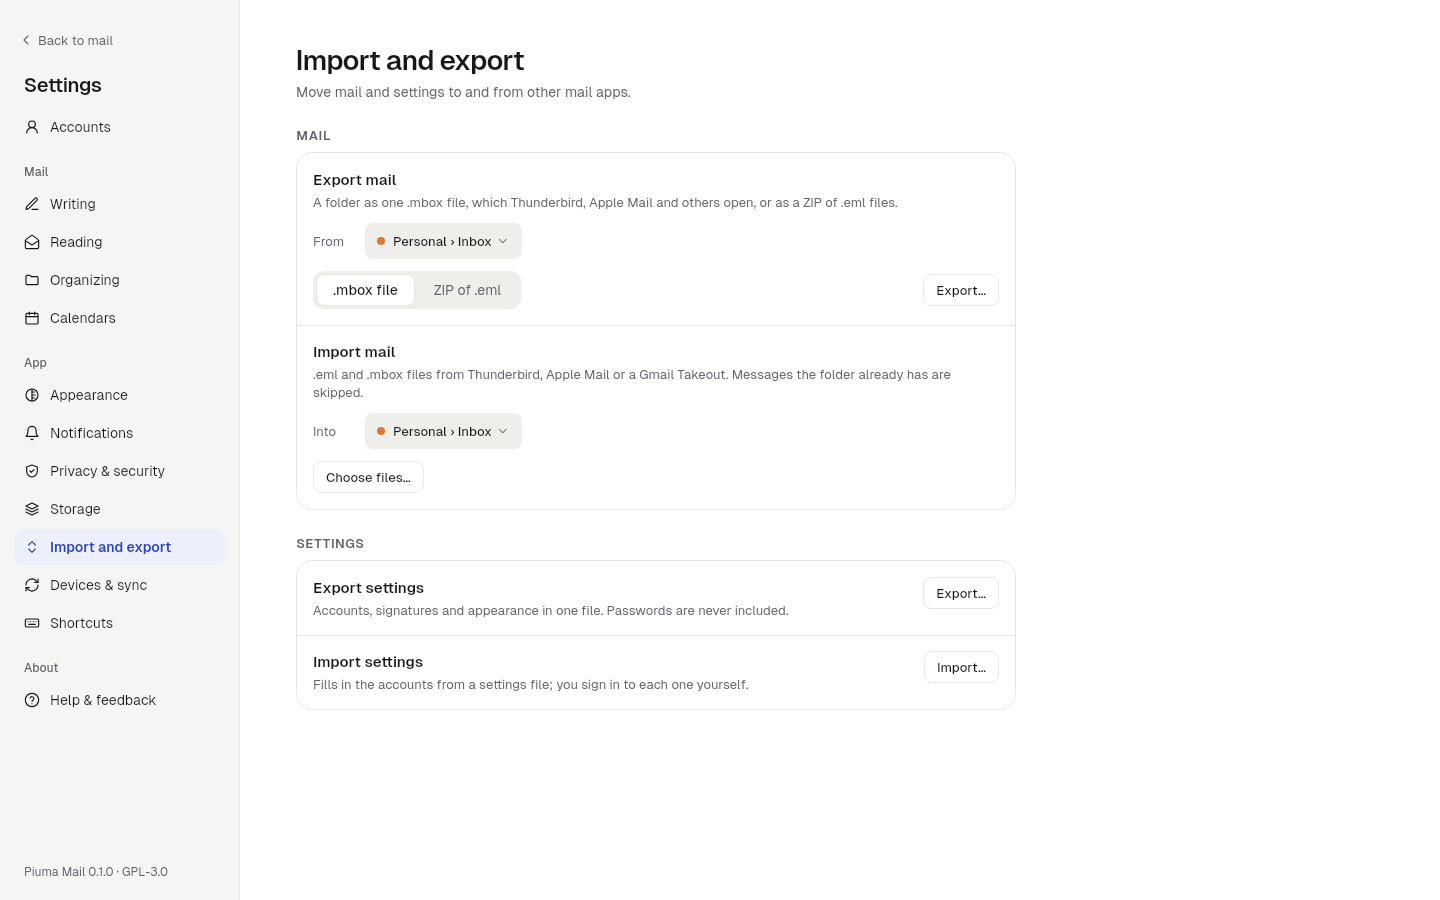 Back to mail
Settings
Accounts
Mail
Writing
Reading
Organizing
Calendars
App
Appearance
Notifications
Privacy & security
Storage
Import and export
Devices & sync
Shortcuts
About
Help & feedback
Piuma Mail 0.1.0 · GPL-3.0
Import and export
Move mail and settings to and from other mail apps.
MAIL
Export mail
A folder as one .mbox file, which Thunderbird, Apple Mail and others open, or as a ZIP of .eml files.
From
Personal › Inbox
.mbox file
ZIP of .eml
Export…
Import mail
.eml and .mbox files from Thunderbird, Apple Mail or a Gmail Takeout. Messages the folder already has are
skipped.
Into
Personal › Inbox
Choose files…
SETTINGS
Export settings
Accounts, signatures and appearance in one file. Passwords are never included.
Export…
Import settings
Fills in the accounts from a settings file; you sign in to each one yourself.
Import…